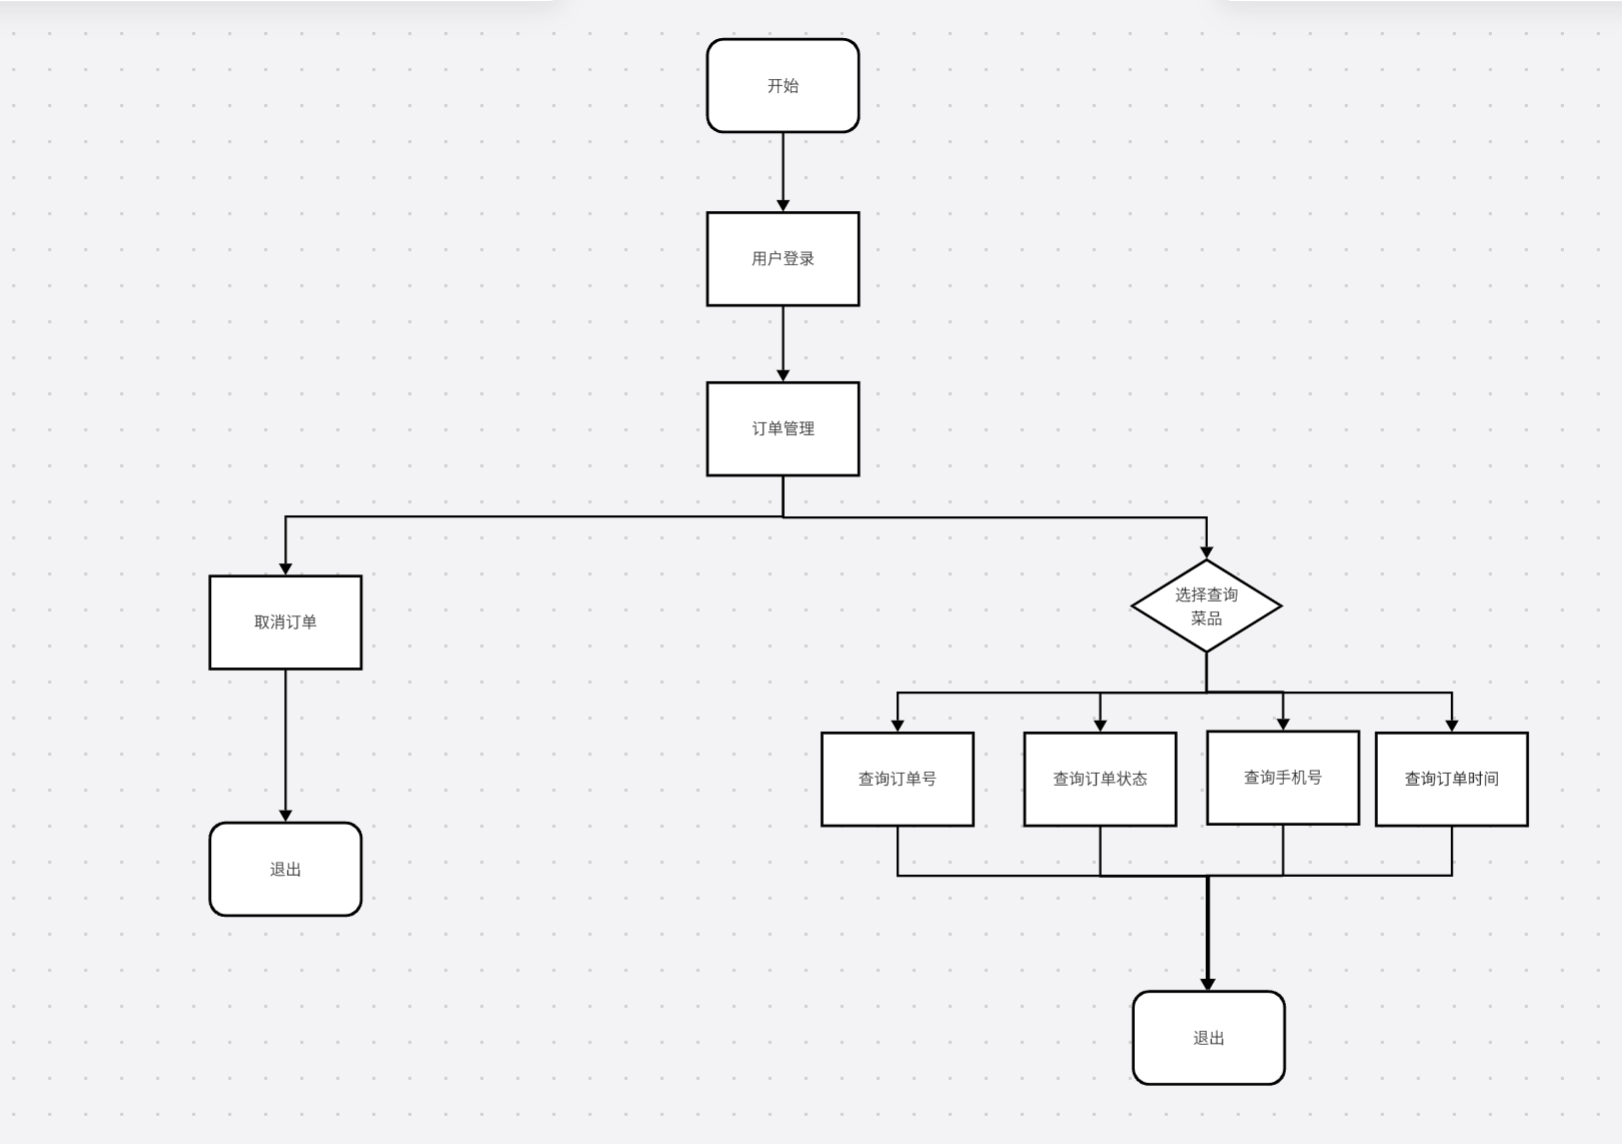 开始
用户登录
订单管理
取消订单
选择查询
菜品
查询订单号
查询订单状态
查询手机号
查询订单时间
退出
退出